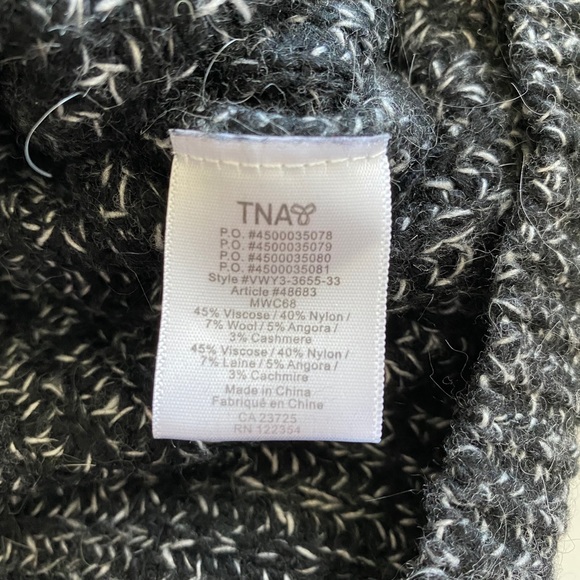 TNA
P.O. #4500035078
P.O. #4500035079
P.O. #4500035080
P.O. #4500035081
Style #VWY3-3655-33
Article #48683
MWC68
45% Viscose / 40% Nylon /
7% Wool / 5% Angora /
3% Cashmere
45% Viscose / 40% Nylon /
7% Laine / 5% Angora /
3% Cachmire
Made in China
Fabriqué en Chine
CA 23725
RN 122354